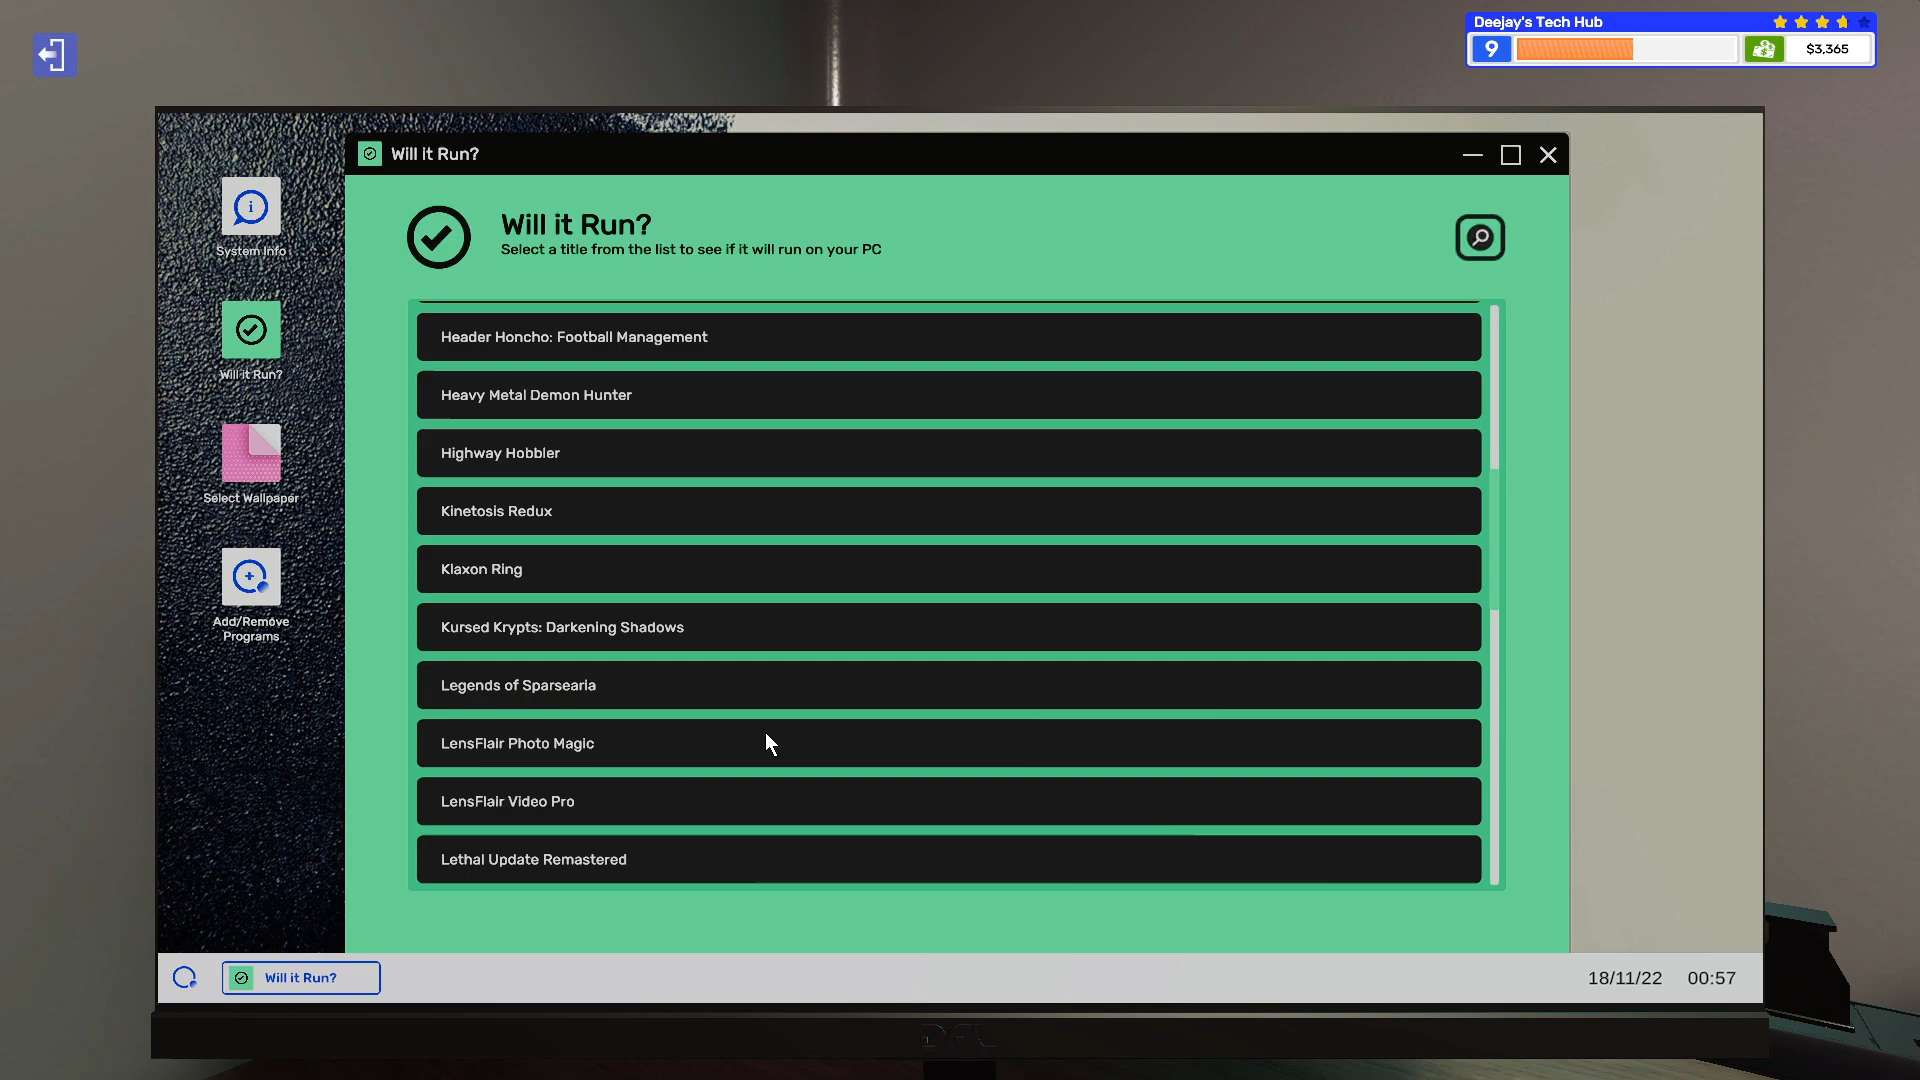 Deejay's Tech Hub
9
$3,365
Will it Run?
System Info
Will it Run?
Select Wallpaper
Add/Remove
Programs
Will it Run?
Select a title from the list to see if it will run on your PC
Header Honcho: Football Management
Heavy Metal Demon Hunter
Highway Hobbler
Kinetosis Redux
Klaxon Ring
Kursed Krypts: Darkening Shadows
Legends of Sparsearia
LensFlair Photo Magic
LensFlair Video Pro
Lethal Update Remastered
Will it Run?
18/11/22 00:57